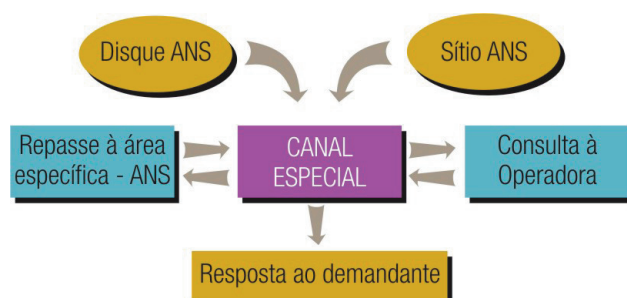 Disque ANS
Sítio ANS
Repasse à área
específica - ANS
CANAL
ESPECIAL
Consulta à
Operadora
Resposta ao demandante